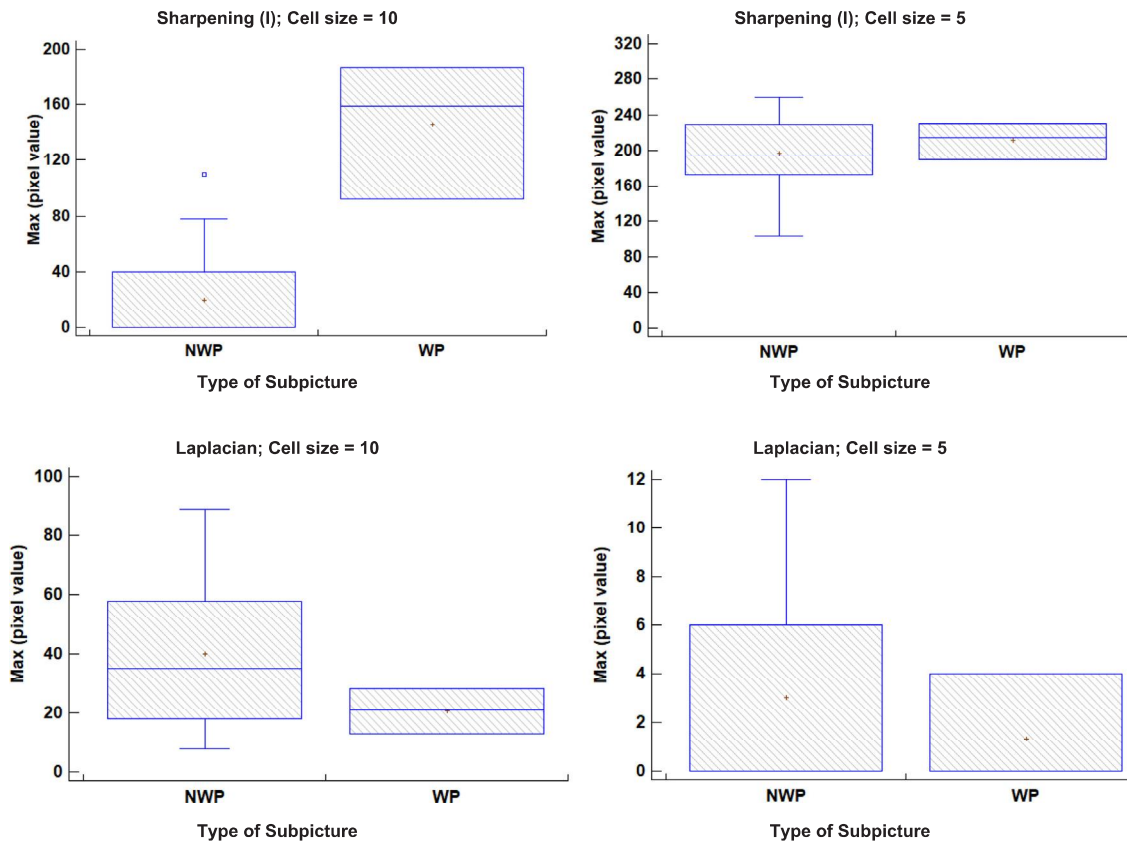 Sharpening (I); Cell size = 10
200
160
120
80
40
0
Max (pixel value)
NWP WP
Type of Subpicture
Sharpening (I); Cell size = 5
320
280
240
200
160
120
80
40
0
Max (pixel value)
NWP WP
Type of Subpicture
Laplacian; Cell size = 10
100
80
60
40
20
0
Max (pixel value)
NWP WP
Type of Subpicture
Laplacian; Cell size = 5
12
10
8
6
4
2
0
Max (pixel value)
NWP WP
Type of Subpicture